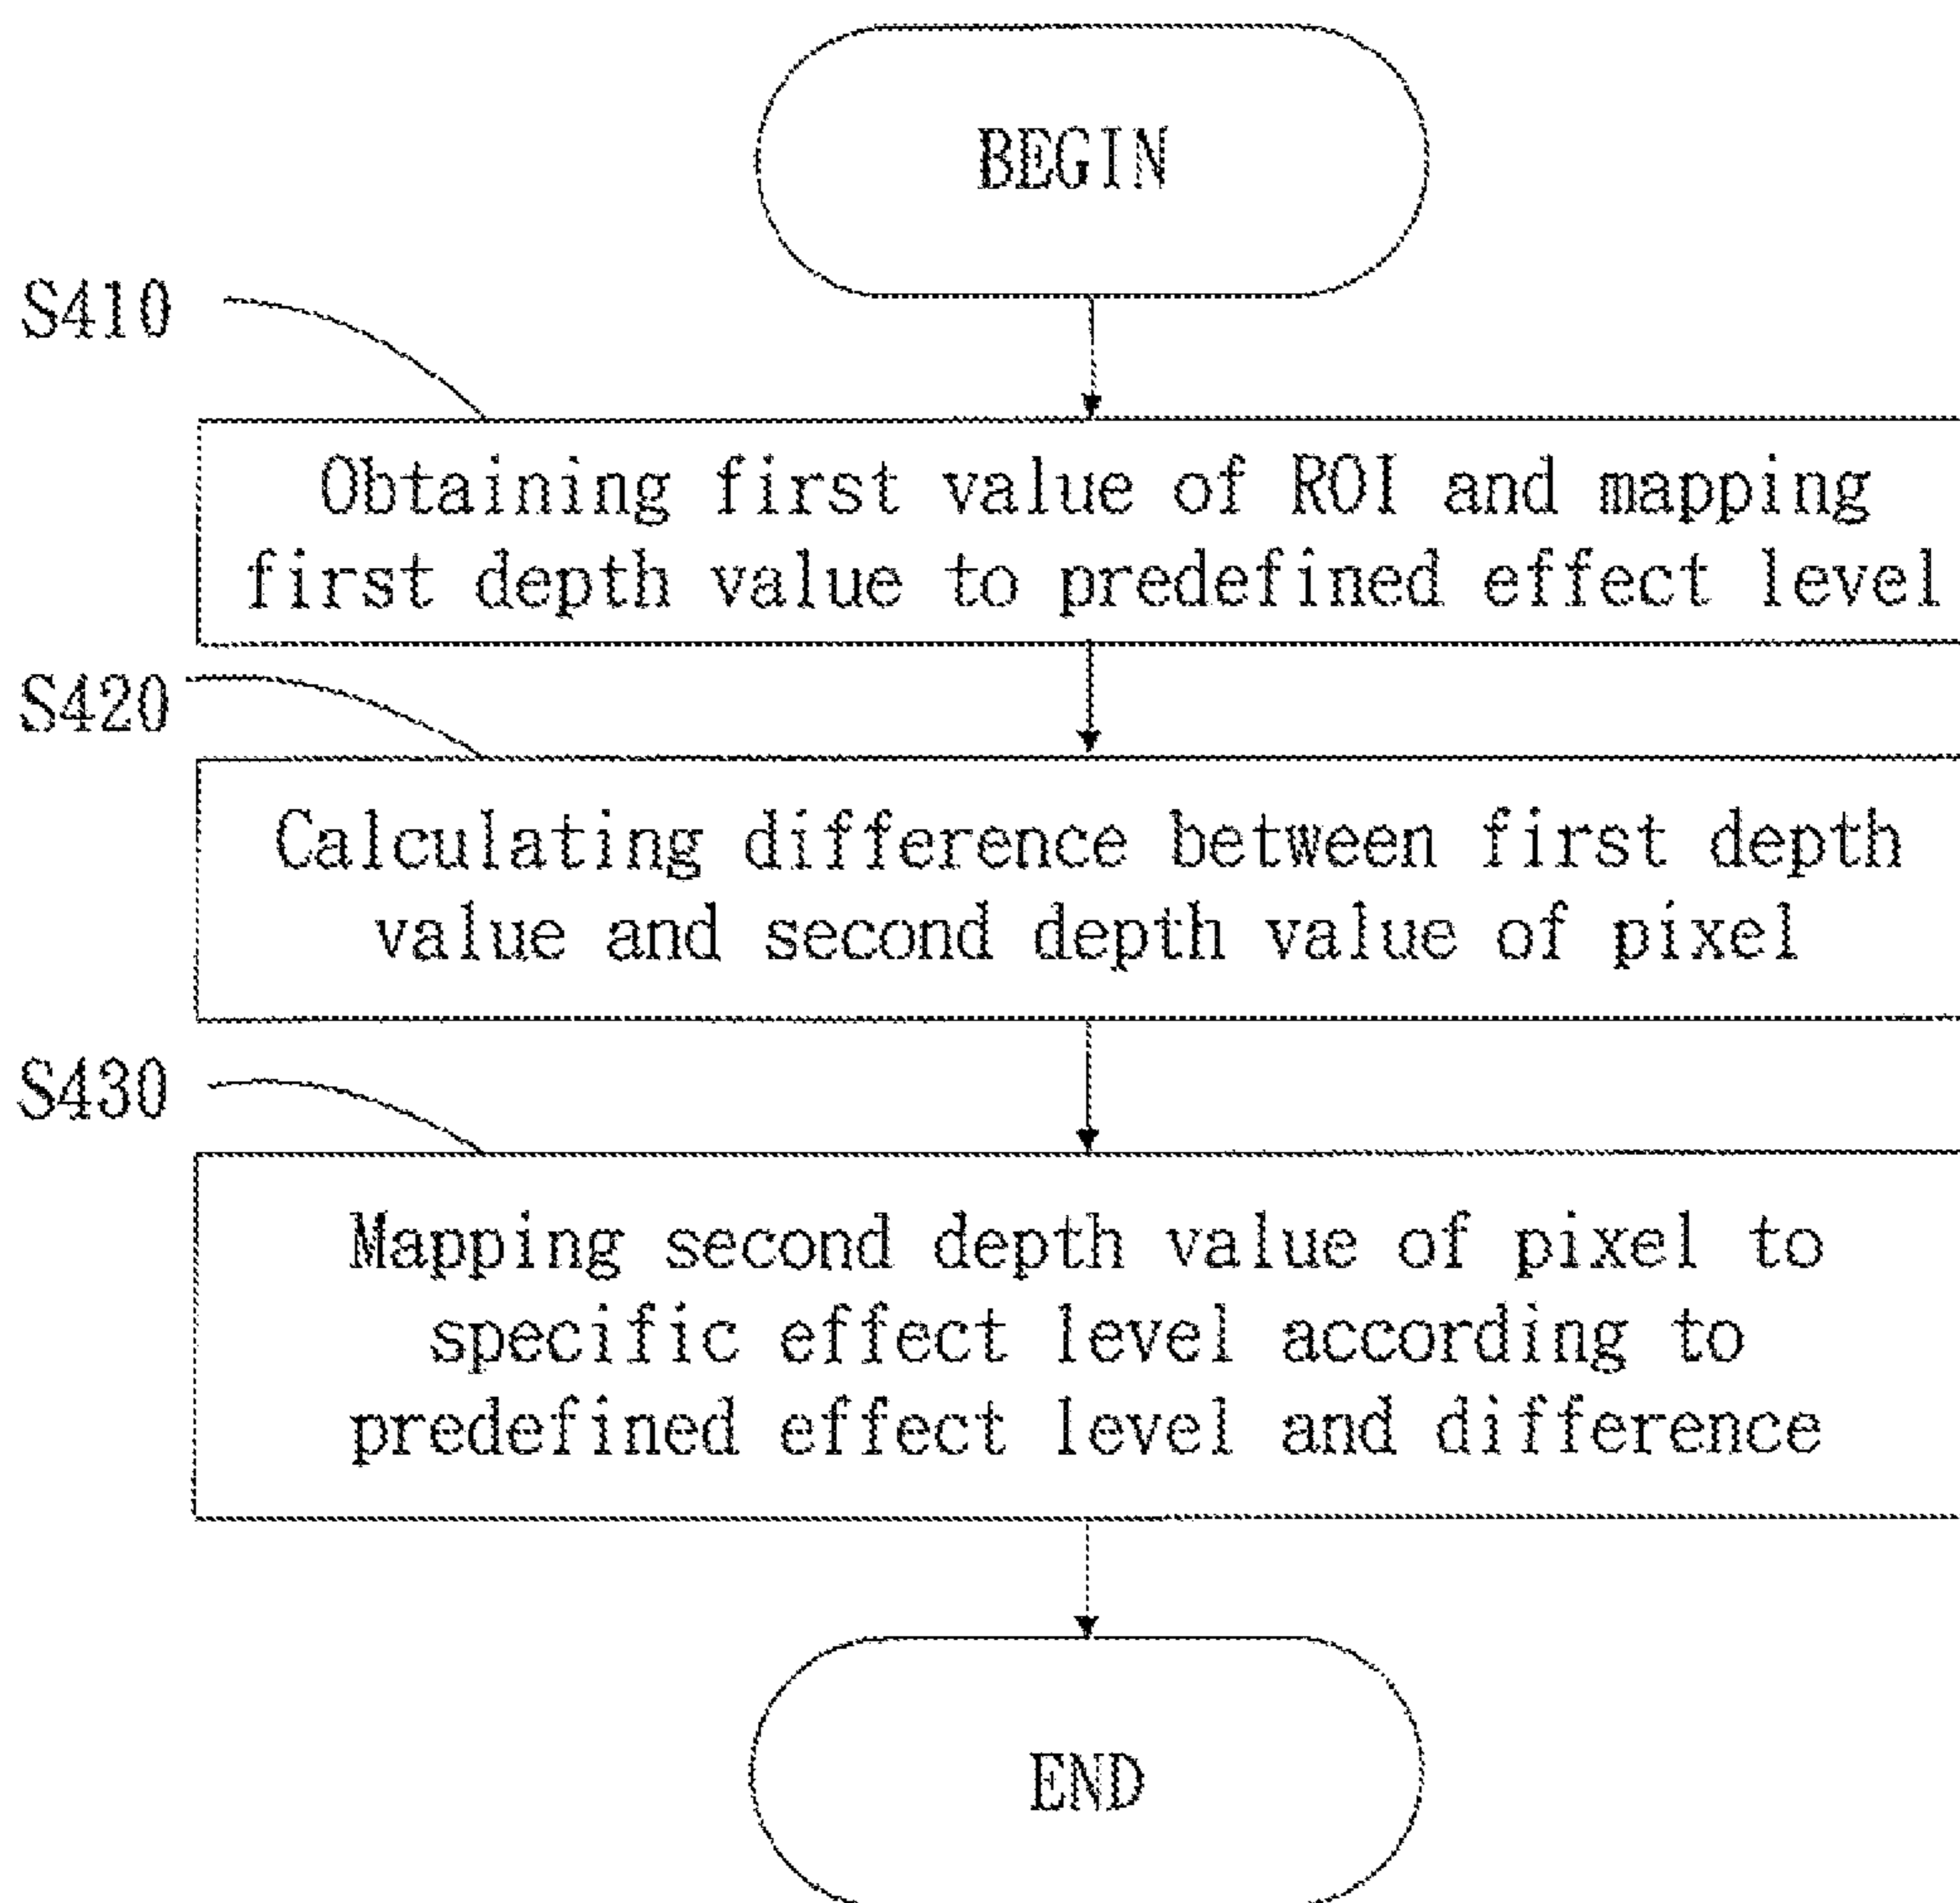 BEGIN
S410
Obtaining first value of ROI and mapping
first depth value to predefined effect level
S420
Calculating difference between first depth
value and second depth value of pixel
S430
Mapping second depth value of pixel to
specific effect level according to
predefined effect level and difference
END